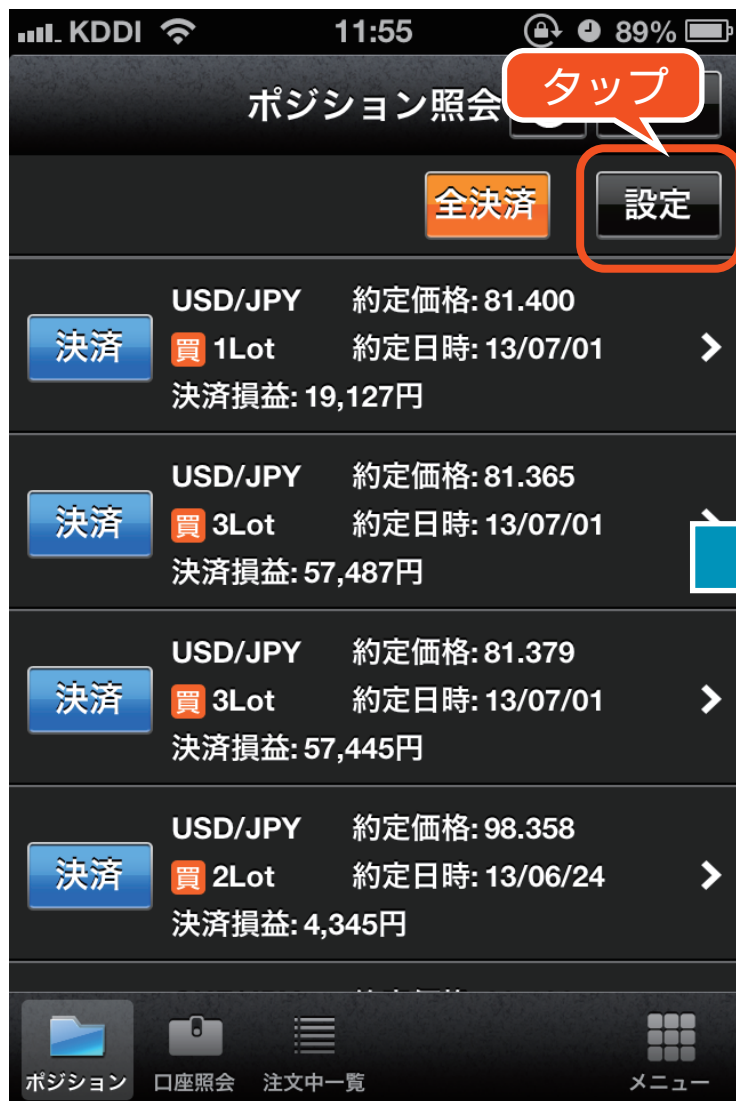 KDDI 11:55 89%
ポジション照会
タップ
全決済 設定
USD/JPY 約定価格: 81.400
決済 買 1Lot 約定日時: 13/07/01
決済損益: 19,127円
USD/JPY 約定価格: 81.365
決済 買 3Lot 約定日時: 13/07/01
決済損益: 57,487円
USD/JPY 約定価格: 81.379
決済 買 3Lot 約定日時: 13/07/01
決済損益: 57,445円
USD/JPY 約定価格: 98.358
決済 買 2Lot 約定日時: 13/06/24
決済損益: 4,345円
ポジション 口座照会 注文中一覧 メニュー